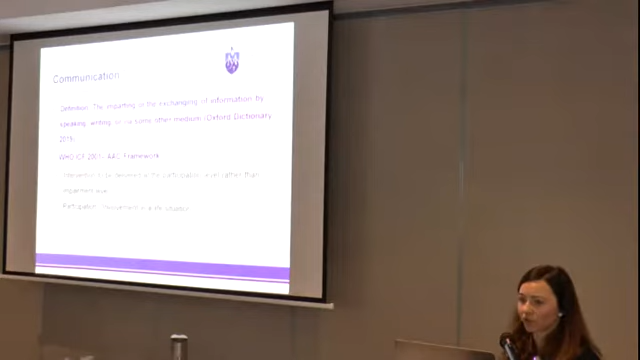 Communication
Definition: The imparting or the exchanging of information by
speaking, writing, or via some other medium (Oxford Dictionary
2015)
WHO ICF 2001- AAC Framework
Intervention to be delivered at the participation level rather than
impairment level
Participation: involvement in a life situation